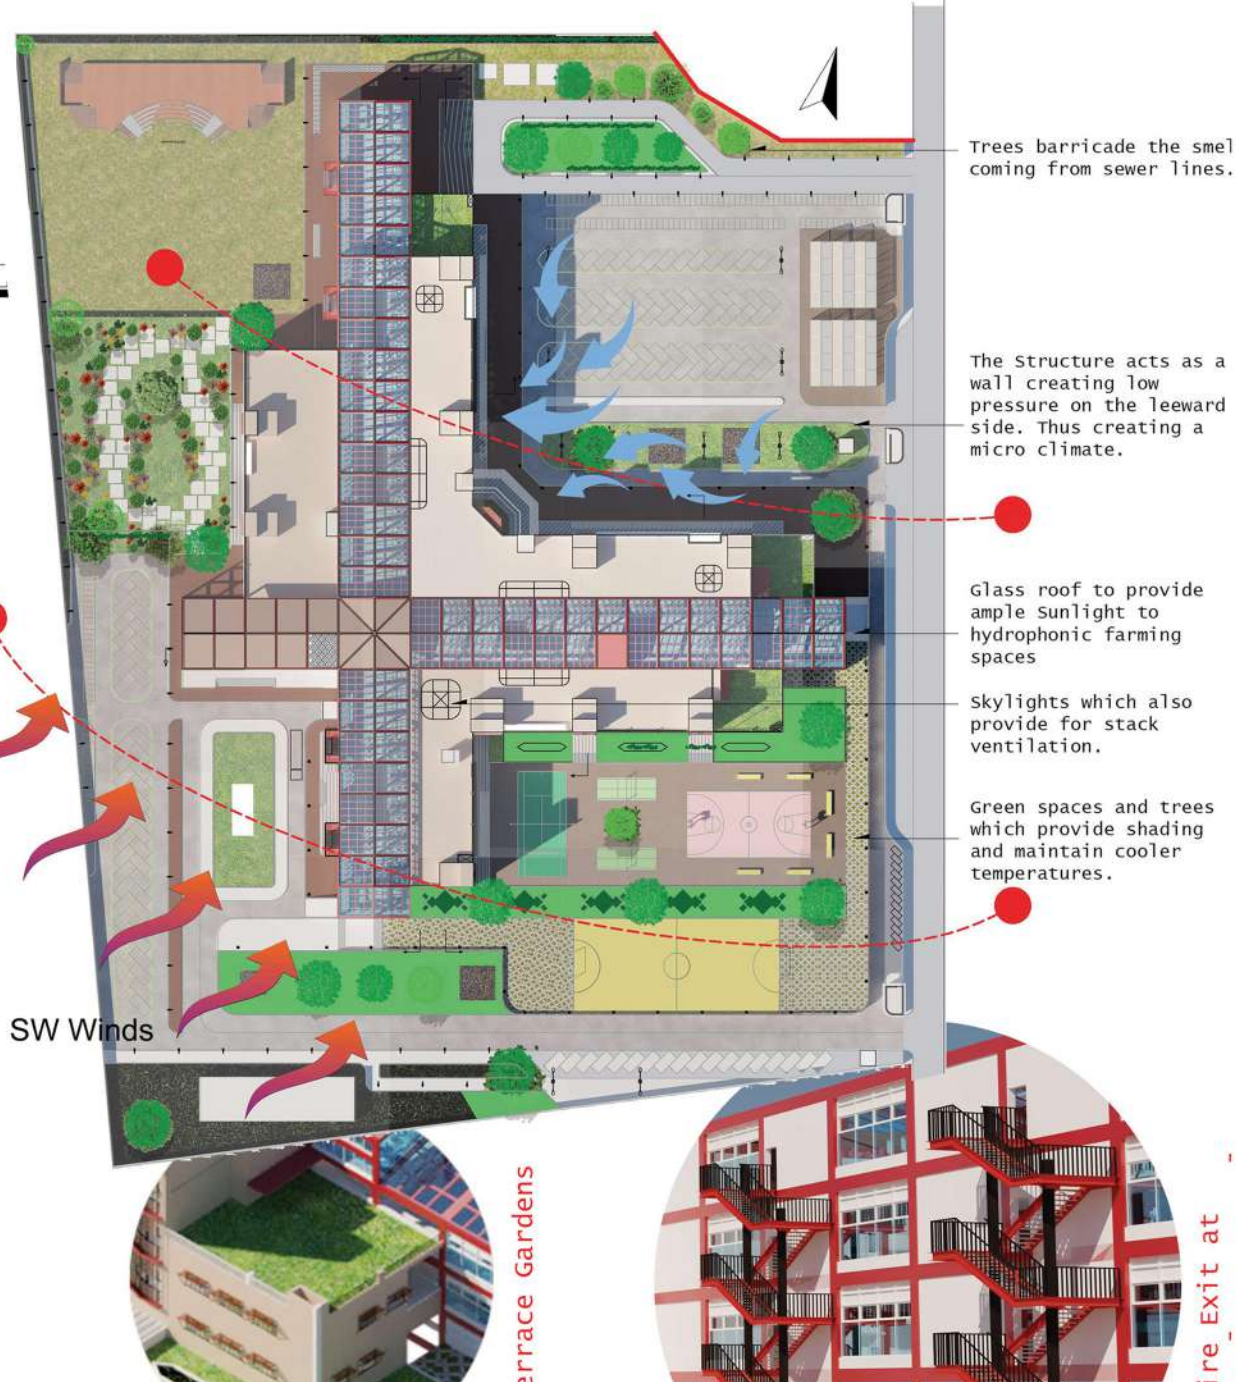 Trees barricade the smel
coming from sewer lines.
The Structure acts as a
wall creating low
pressure on the leeward
side. Thus creating a
micro climate.
Glass roof to provide
ample Sunlight to
hydrophonic farming
spaces
Skylights which also
provide for stack
ventilation.
Green spaces and trees
which provide shading
and maintain cooler
temperatures.
SW Winds
errace Gardens
ire Exit at